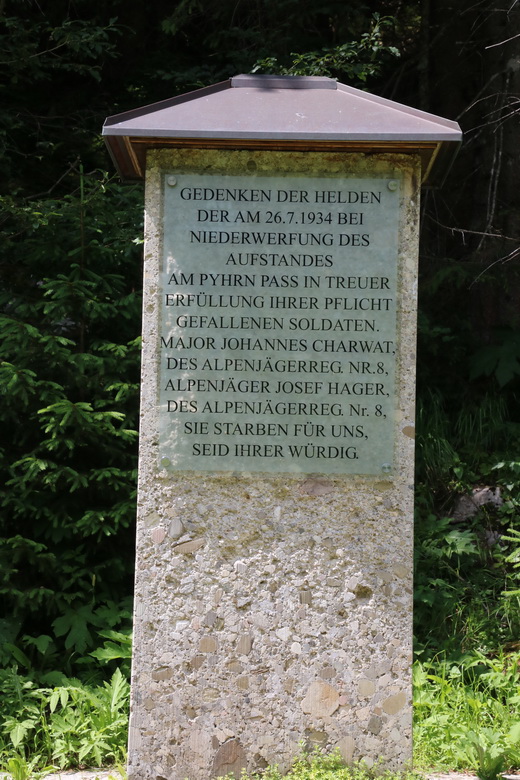 GEDENKEN DER HELDEN
DER AM 26.7.1934 BEI
NIEDERWERFUNG DES
AUFSTANDES
AM PYHRN PASS IN TREUER
ERFÜLLUNG IHRER PFLICHT
GEFALLENEN SOLDATEN.
MAJOR JOHANNES CHARWAT,
DES ALPENJÄGERREG. NR.8,
ALPENJÄGER JOSEF HAGER,
DES ALPENJÄGERREG. Nr. 8,
SIE STARBEN FÜR UNS,
SEID IHRER WÜRDIG.